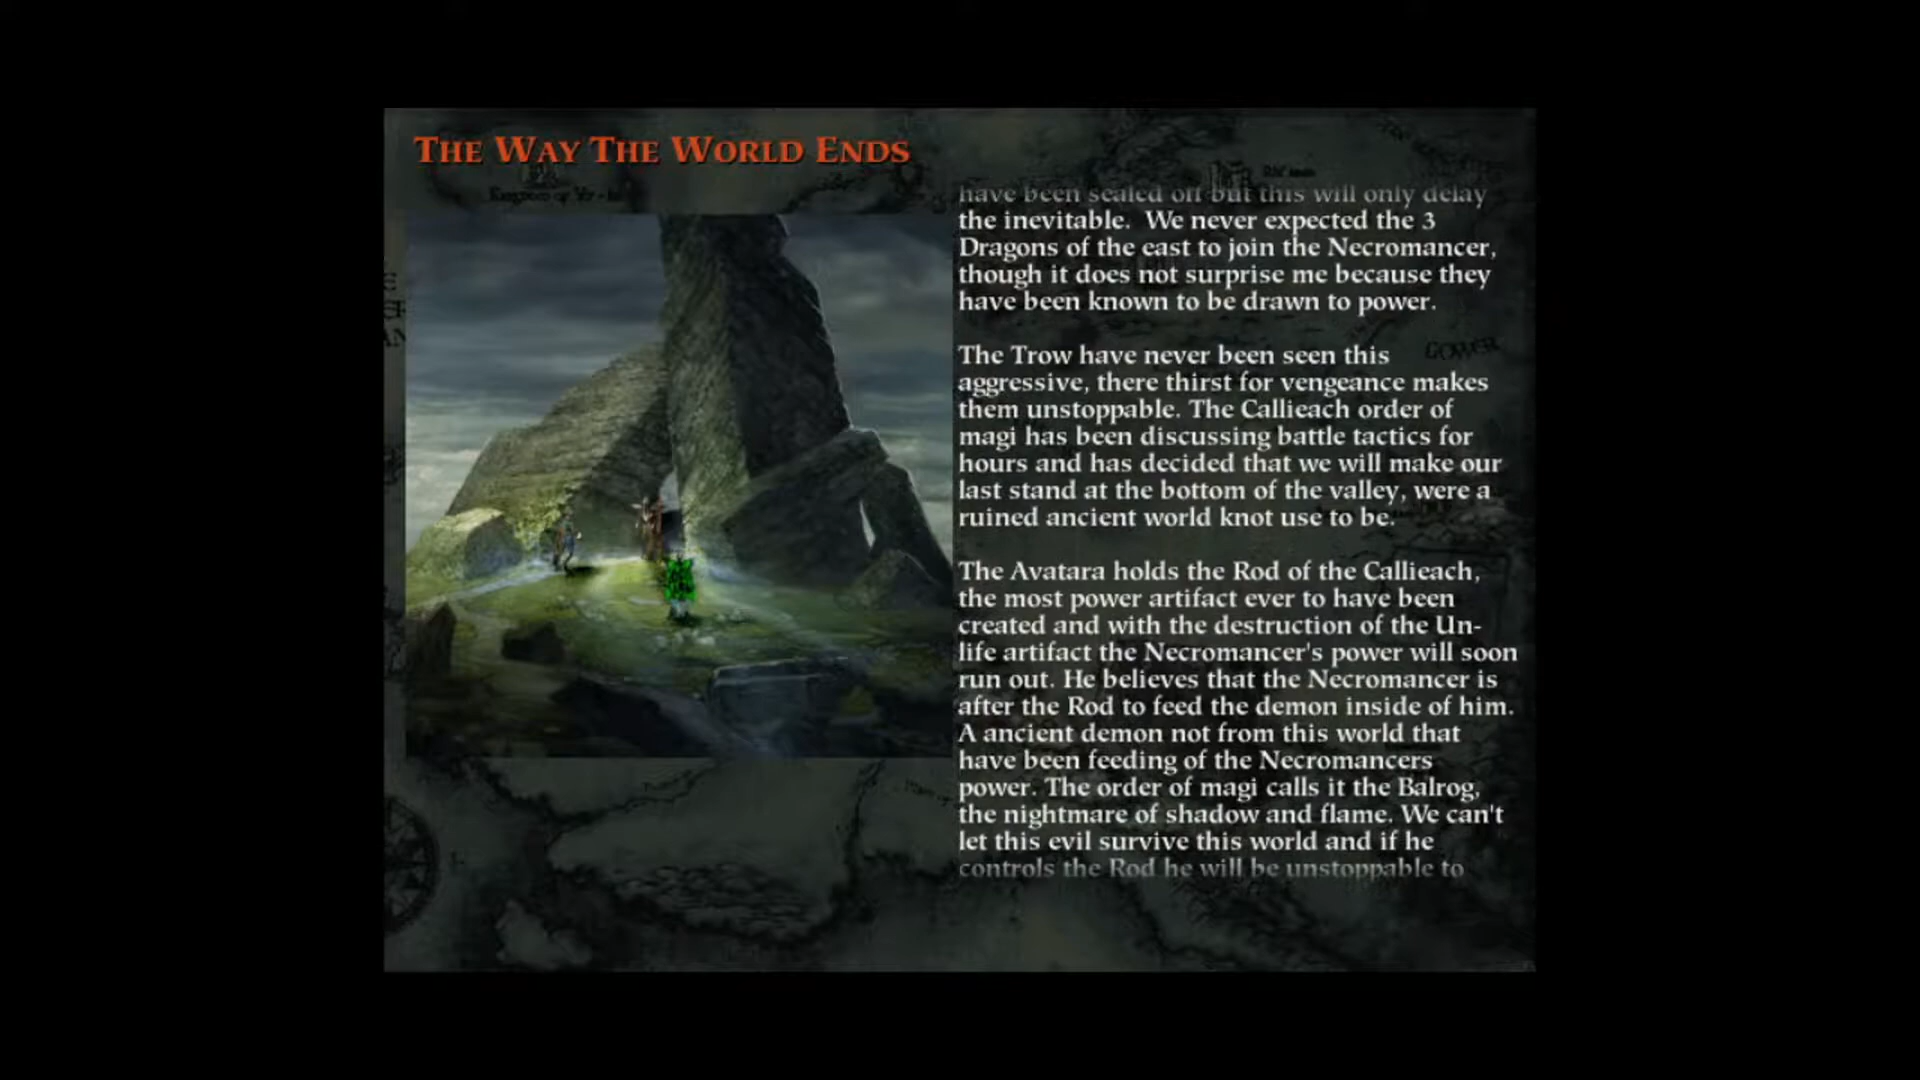 THE WAY THE WORLD ENDS
have been sealed off but this will only delay
the inevitable.  We never expected the 3
Dragons of the east to join the Necromancer,
though it does not surprise me because they
have been known to be drawn to power.
The Trow have never been seen this
aggressive, there thirst for vengeance makes
them unstoppable. The Callieach order of
magi has been discussing battle tactics for
hours and has decided that we will make our
last stand at the bottom of the valley, were a
ruined ancient world knot use to be.
The Avatara holds the Rod of the Callieach,
the most power artifact ever to have been
created and with the destruction of the Un-
life artifact the Necromancer's power will soon
run out. He believes that the Necromancer is
after the Rod to feed the demon inside of him.
A ancient demon not from this world that
have been feeding of the Necromancers
power. The order of magi calls it the Balrog,
the nightmare of shadow and flame. We can't
let this evil survive this world and if he
controls the Rod he will be unstoppable to
GOWER